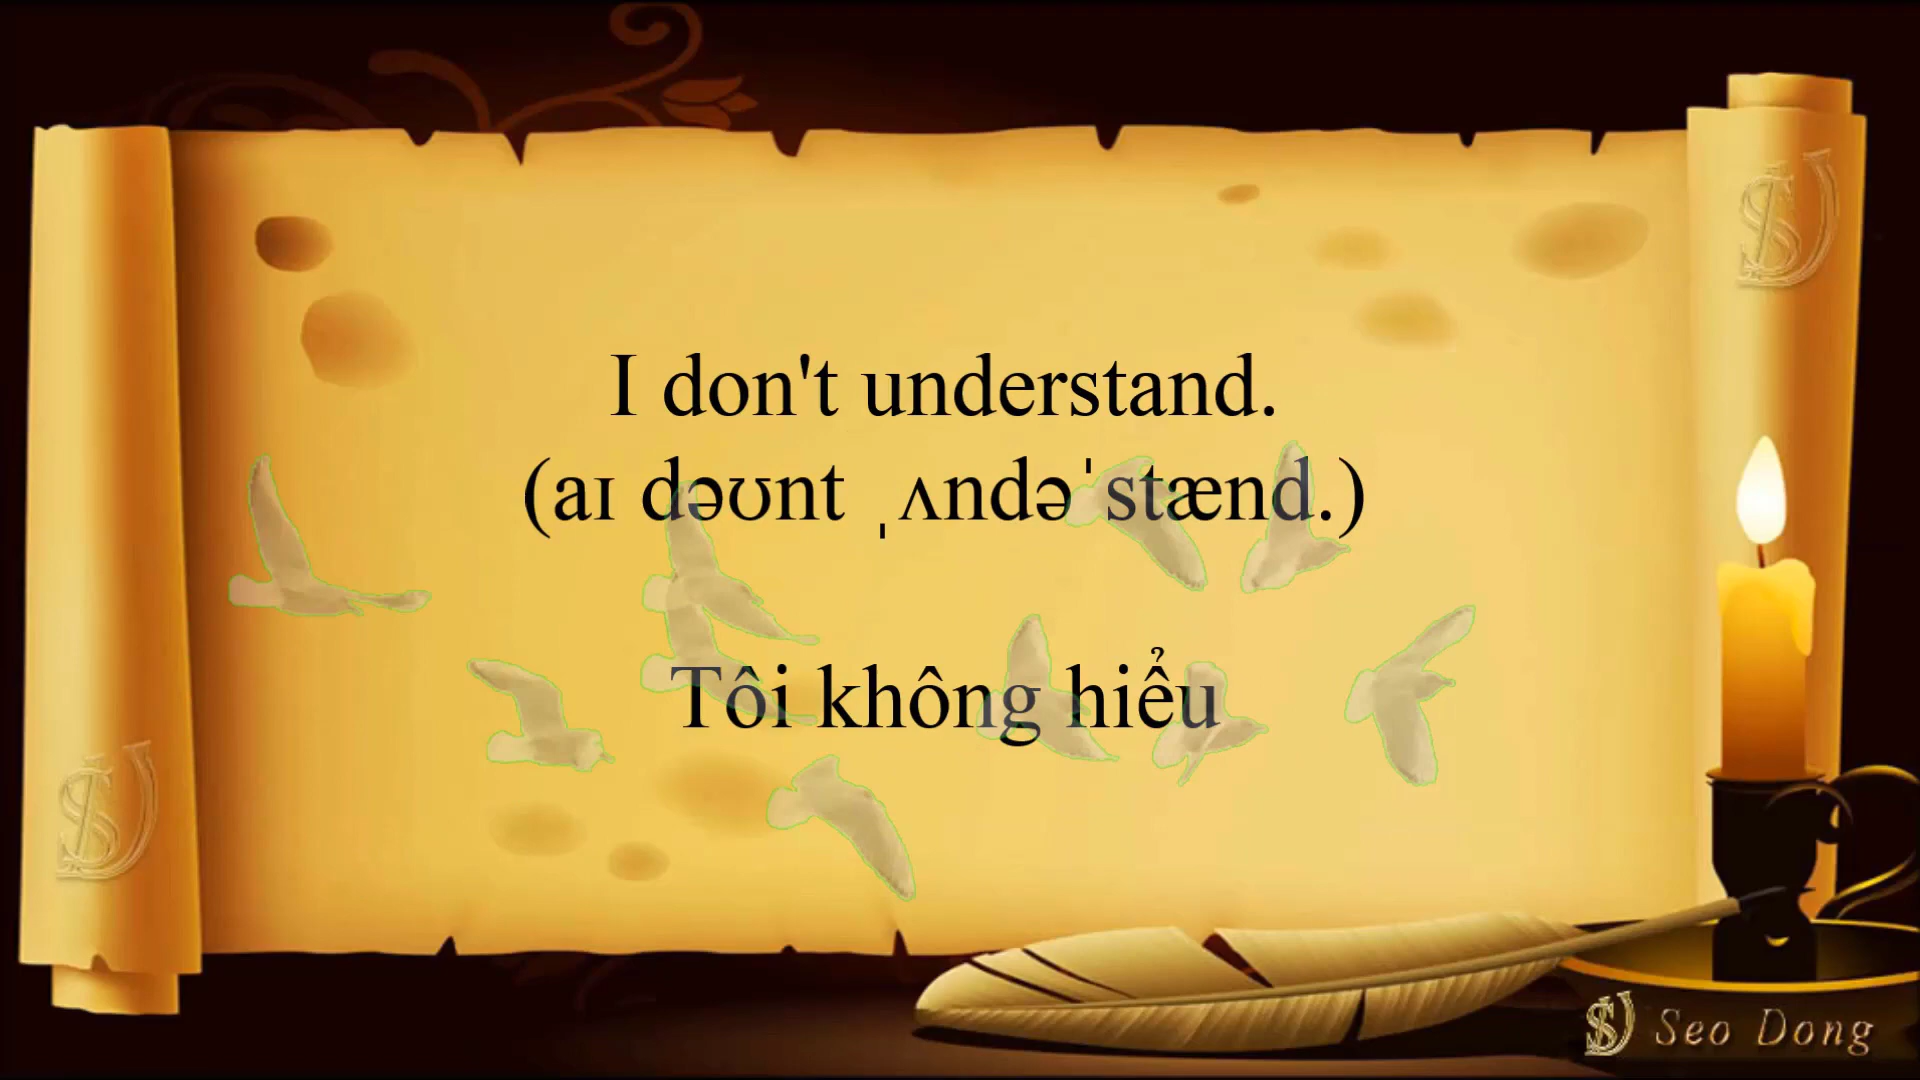 I don't understand.
(aɪ dəʊnt ˌʌndəˈstænd.)
Tôi không hiểu
Seo Dong